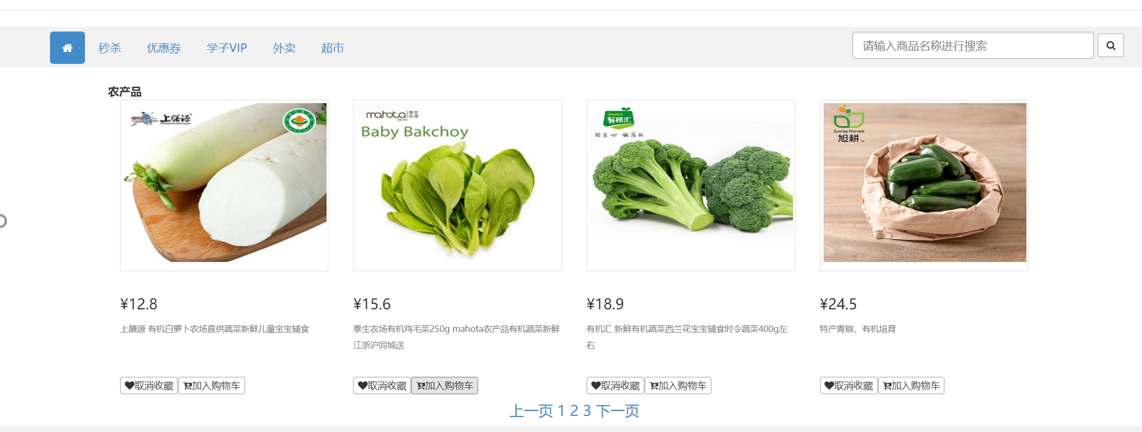 秒杀 优惠券 学子VIP 外卖 超市 请输入商品名称进行搜索
农产品
上膳源
mahota
Baby Bakchoy
有机汇
Sunrise Harvest
旭耕
¥12.8 ¥15.6 ¥18.9 ¥24.5
上膳源 有机白萝卜农场直供蔬菜新鲜儿童宝宝辅食
泰生农场有机鸡毛菜250g mahota农产品有机蔬菜新鲜
江浙沪同城送
有机汇 新鲜有机蔬菜西兰花宝宝辅食时令蔬菜400g左
右
特产青椒，有机培育
取消收藏 加入购物车 取消收藏 加入购物车 取消收藏 加入购物车 取消收藏 加入购物车
上一页 1 2 3 下一页